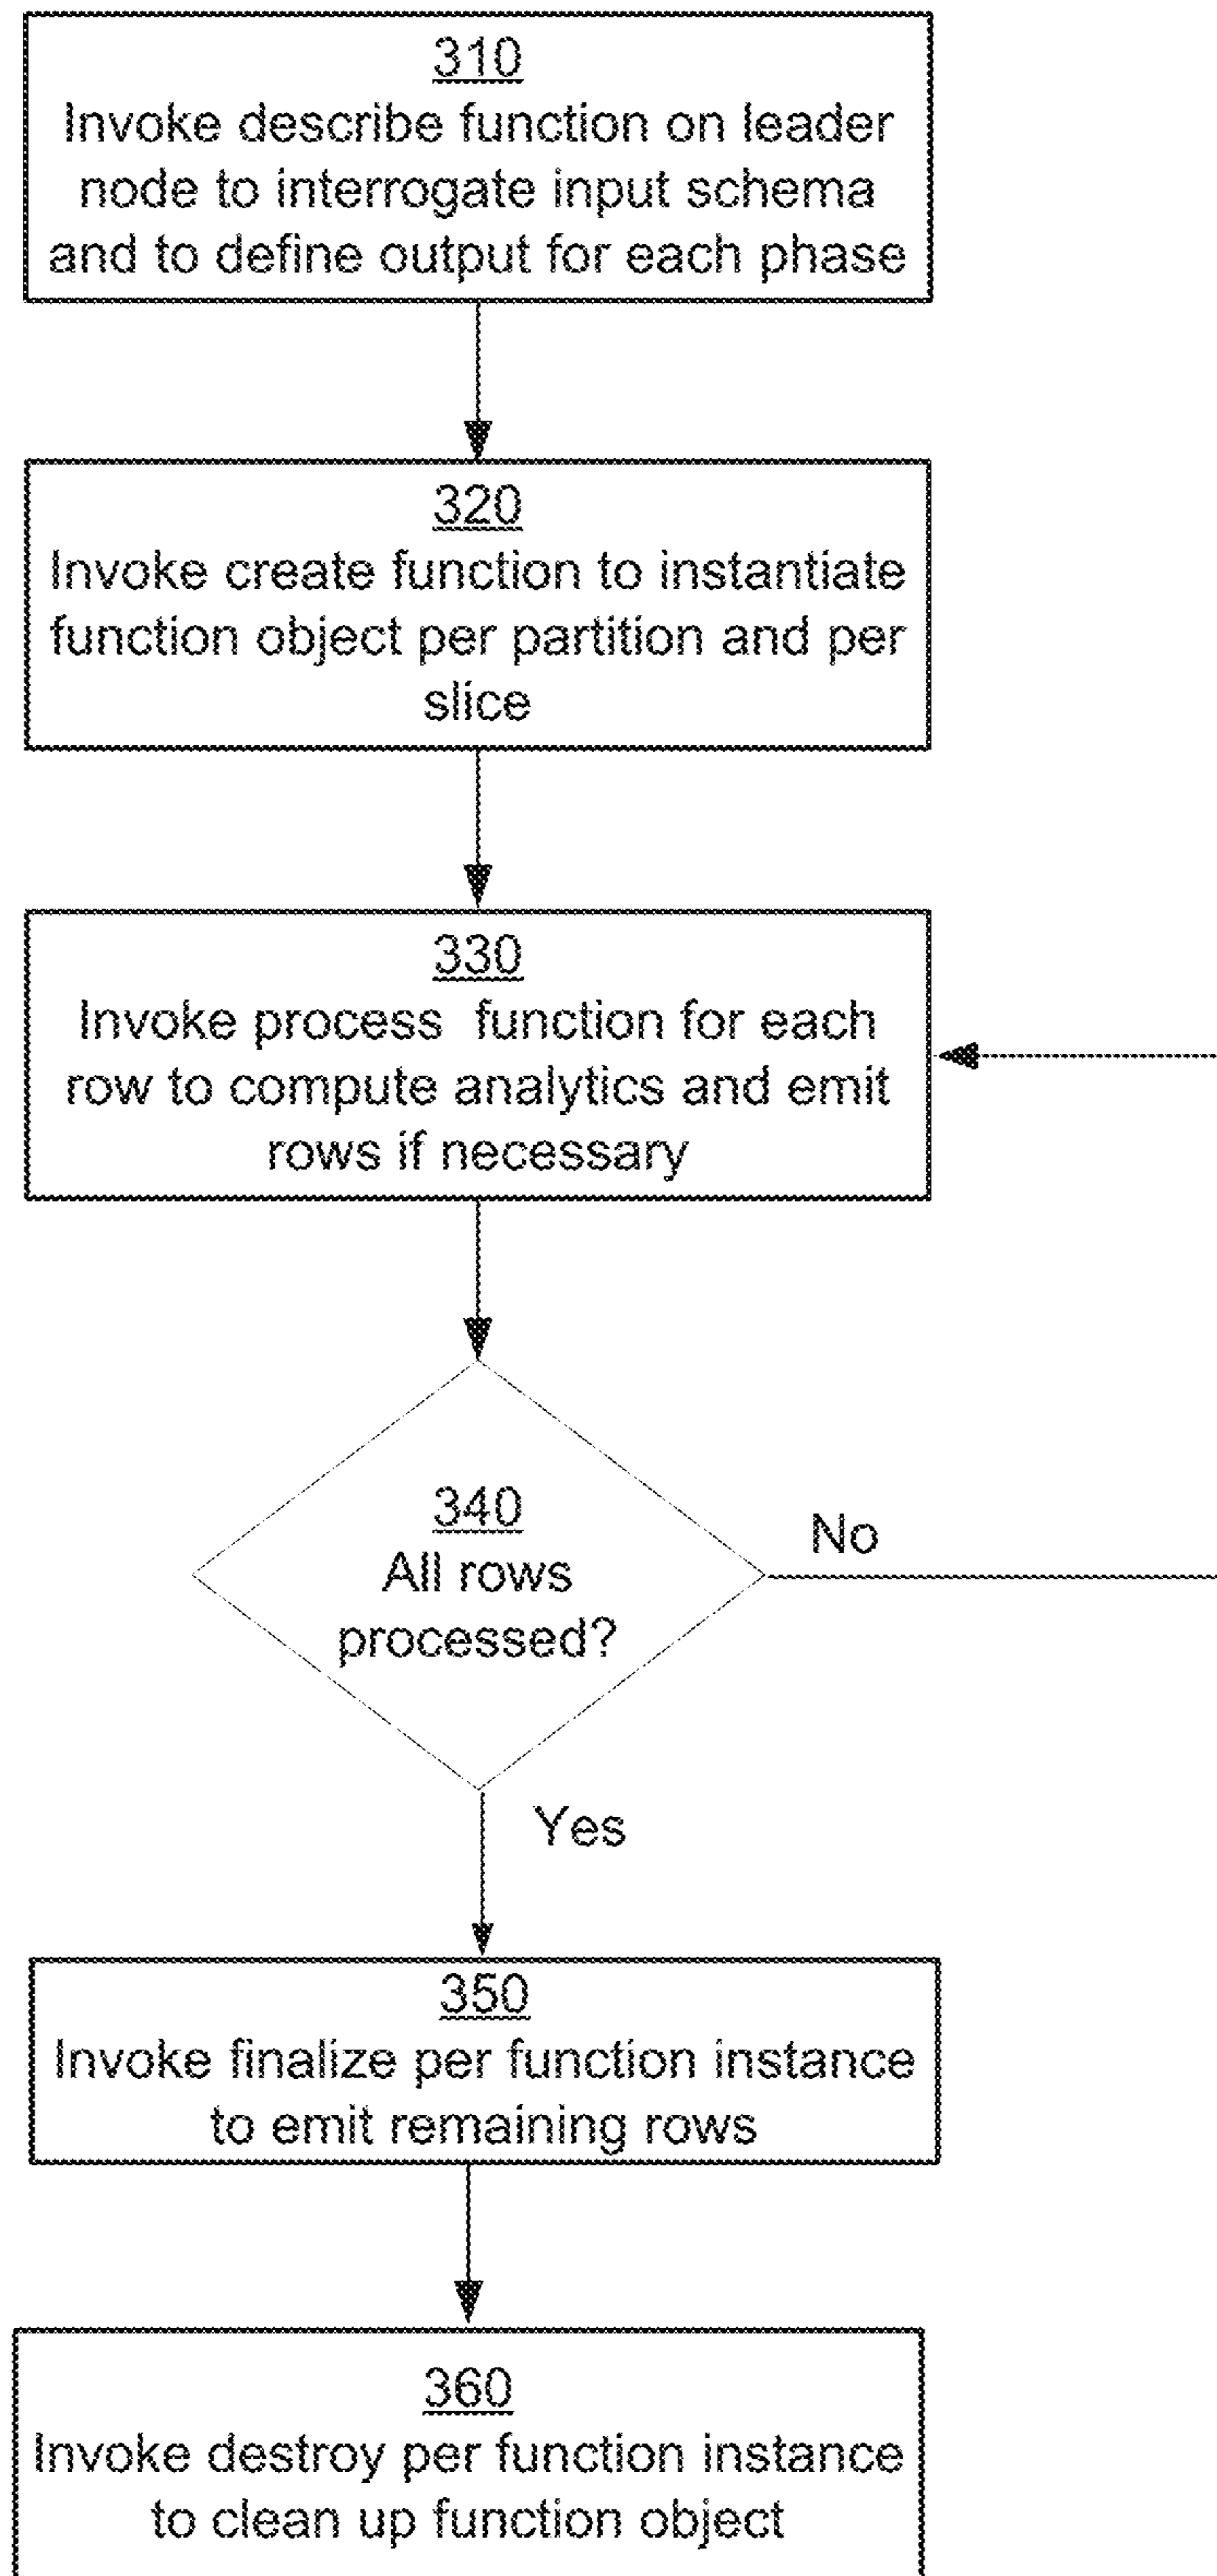 310
Invoke describe function on leader
node to interrogate input schema
and to define output for each phase
320
Invoke create function to instantiate
function object per partition and per
slice
330
Invoke process function for each
row to compute analytics and emit
rows if necessary
340
All rows
processed?
No
Yes
350
Invoke finalize per function instance
to emit remaining rows
360
Invoke destroy per function instance
to clean up function object